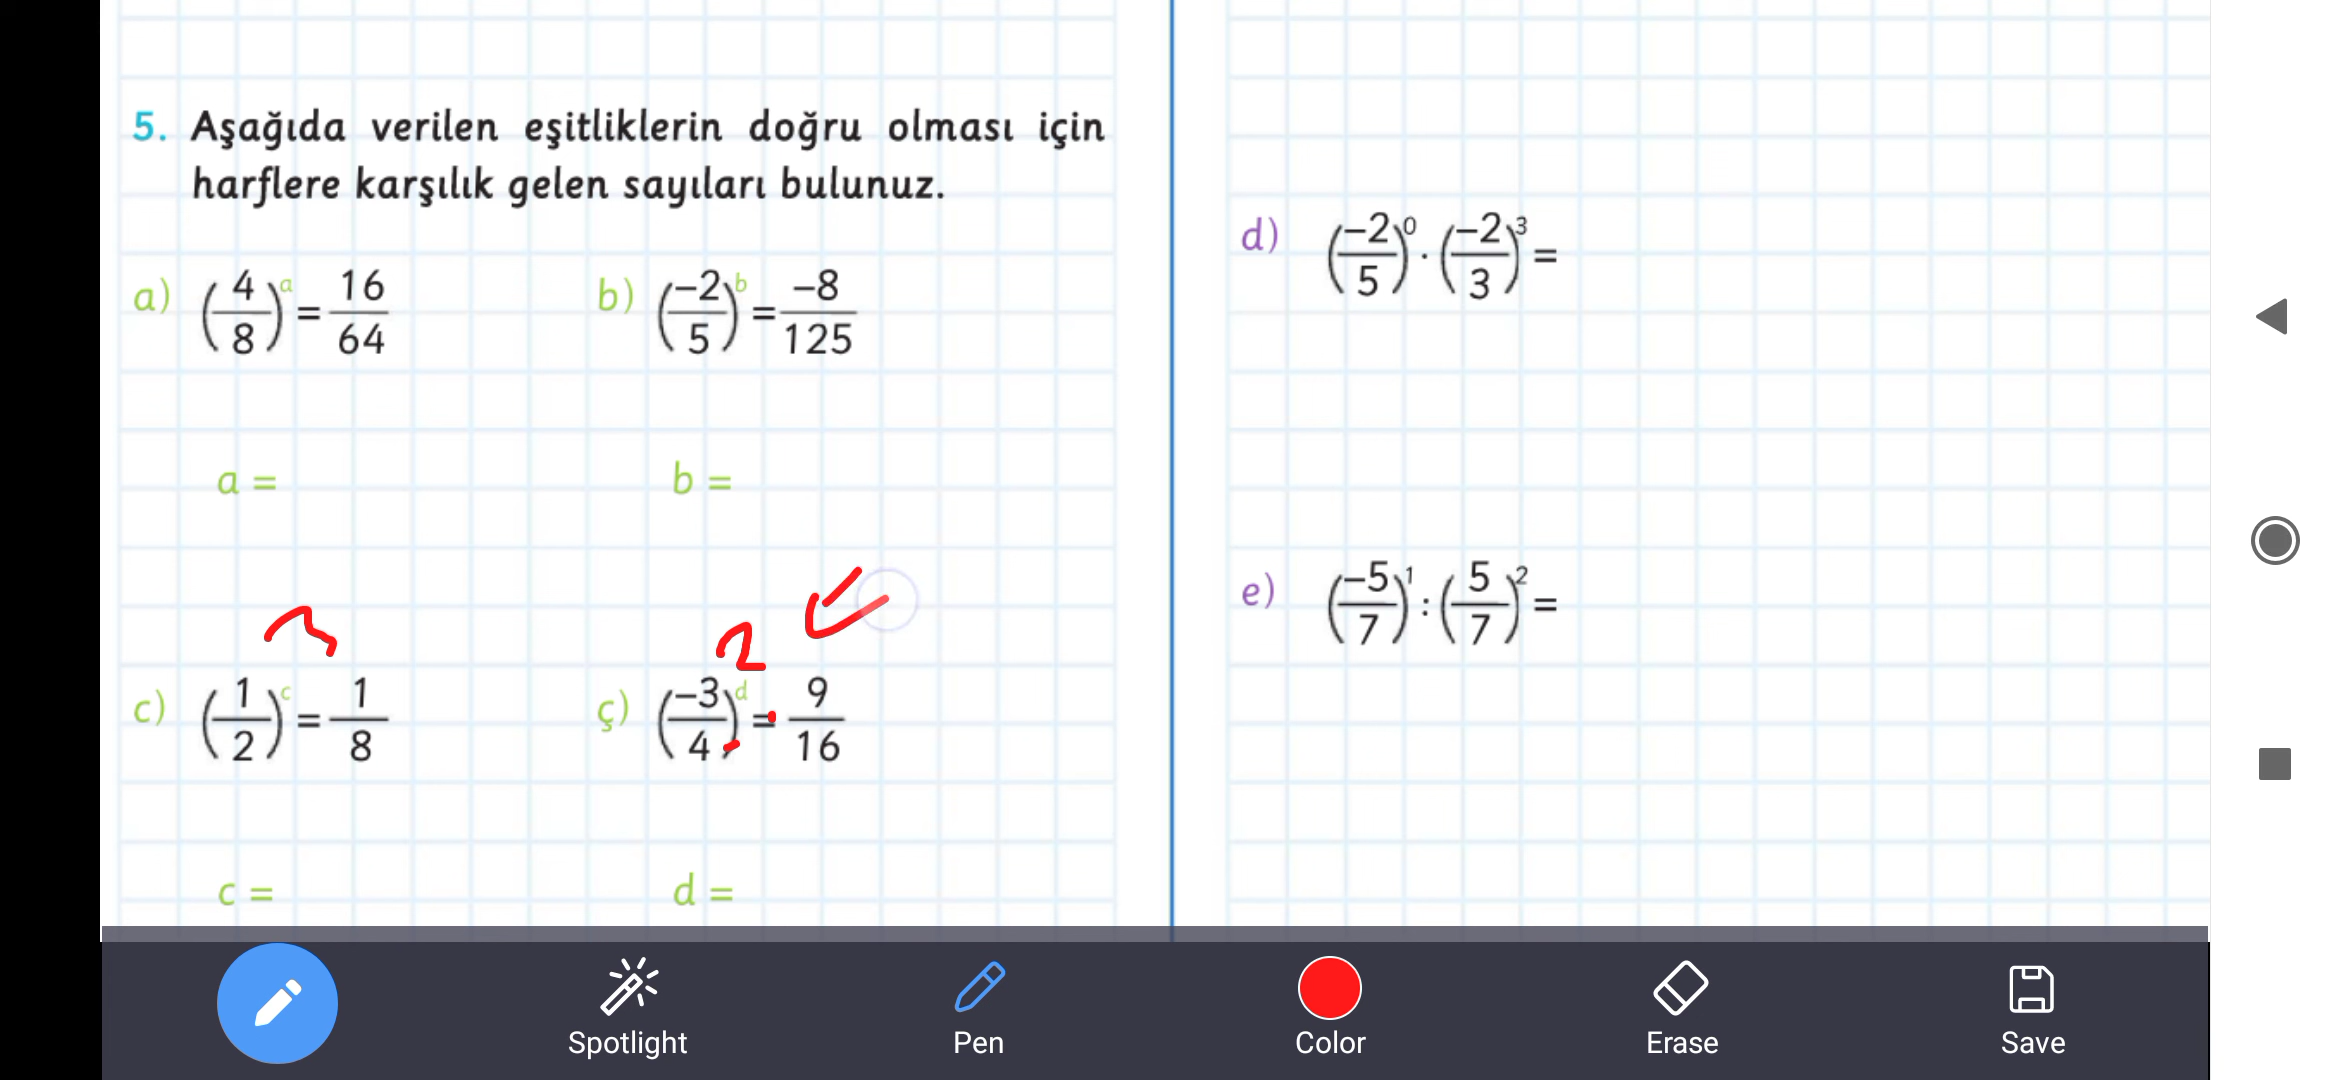 5. Aşağıda verilen eşitliklerin doğru olması için
harflere karşılık gelen sayıları bulunuz.
a) (4/8)^a = 16/64
b) (-2/5)^b = -8/125
a =
b =
3
2
c) (1/2)^c = 1/8
ç) (-3/4)^d = 9/16
c =
d =
d) (-2/5)^0 · (-2/3)^3 =
e) (-5/7)^1 : (5/7)^2 =
Spotlight
Pen
Color
Erase
Save